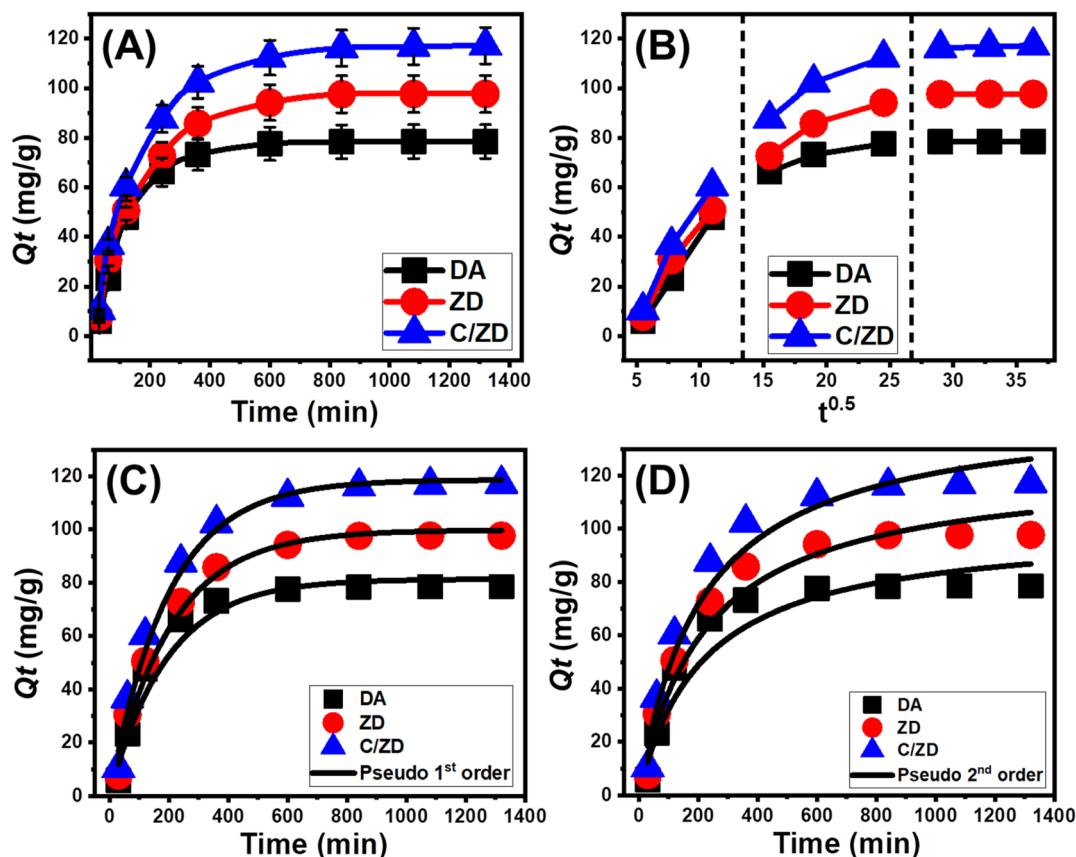 (A)
Qt (mg/g)
120
100
80
60
40
20
0
DA
ZD
C/ZD
200 400 600 800 1000 1200 1400
Time (min)
(B)
Qt (mg/g)
120
100
80
60
40
20
0
DA
ZD
C/ZD
5 10 15 20 25 30 35
t^0.5
(C)
Qt (mg/g)
120
100
80
60
40
20
0
DA
ZD
C/ZD
Pseudo 1st order
0 200 400 600 800 1000 1200 1400
Time (min)
(D)
Qt (mg/g)
120
100
80
60
40
20
0
DA
ZD
C/ZD
Pseudo 2nd order
0 200 400 600 800 1000 1200 1400
Time (min)